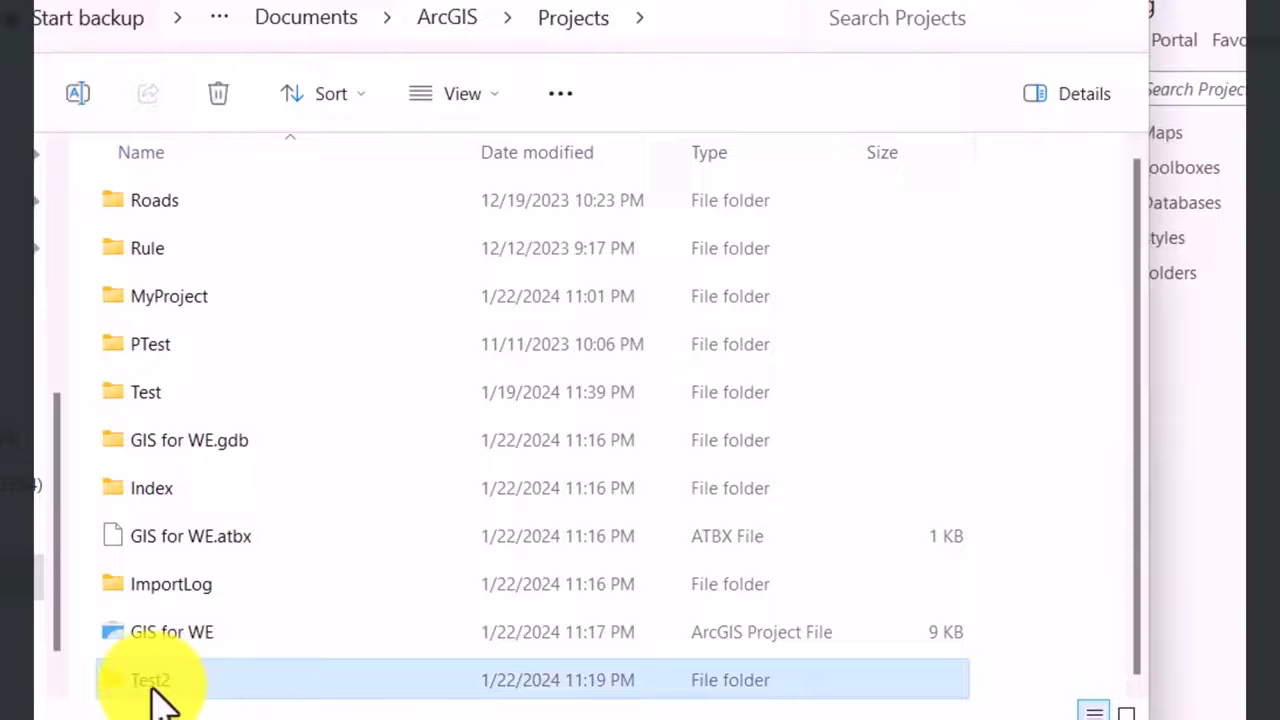 Start backup > ... Documents > ArcGIS > Projects > Search Projects
Sort View ... Details
Name Date modified Type Size
Roads 12/19/2023 10:23 PM File folder
Rule 12/12/2023 9:17 PM File folder
MyProject 1/22/2024 11:01 PM File folder
PTest 11/11/2023 10:06 PM File folder
Test 1/19/2024 11:39 PM File folder
GIS for WE.gdb 1/22/2024 11:16 PM File folder
Index 1/22/2024 11:16 PM File folder
GIS for WE.atbx 1/22/2024 11:16 PM ATBX File 1 KB
ImportLog 1/22/2024 11:16 PM File folder
GIS for WE 1/22/2024 11:17 PM ArcGIS Project File 9 KB
Test2 1/22/2024 11:19 PM File folder
Portal Favo
Search Projec
Maps
oolboxes
Databases
tyles
olders